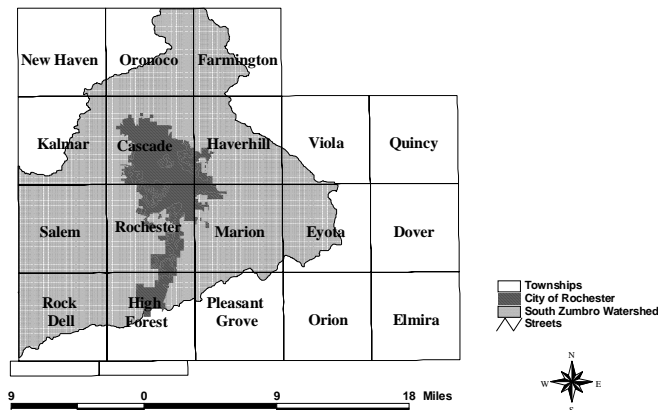 New Haven
Oronoco
Farmington
Kalmar
Cascade
Haverhill
Viola
Quincy
Salem
Rochester
Marion
Eyota
Dover
Rock
Dell
High
Forest
Pleasant
Grove
Orion
Elmira
Townships
City of Rochester
South Zumbro Watershed
Streets
N
W
E
S
9 0 9 18 Miles